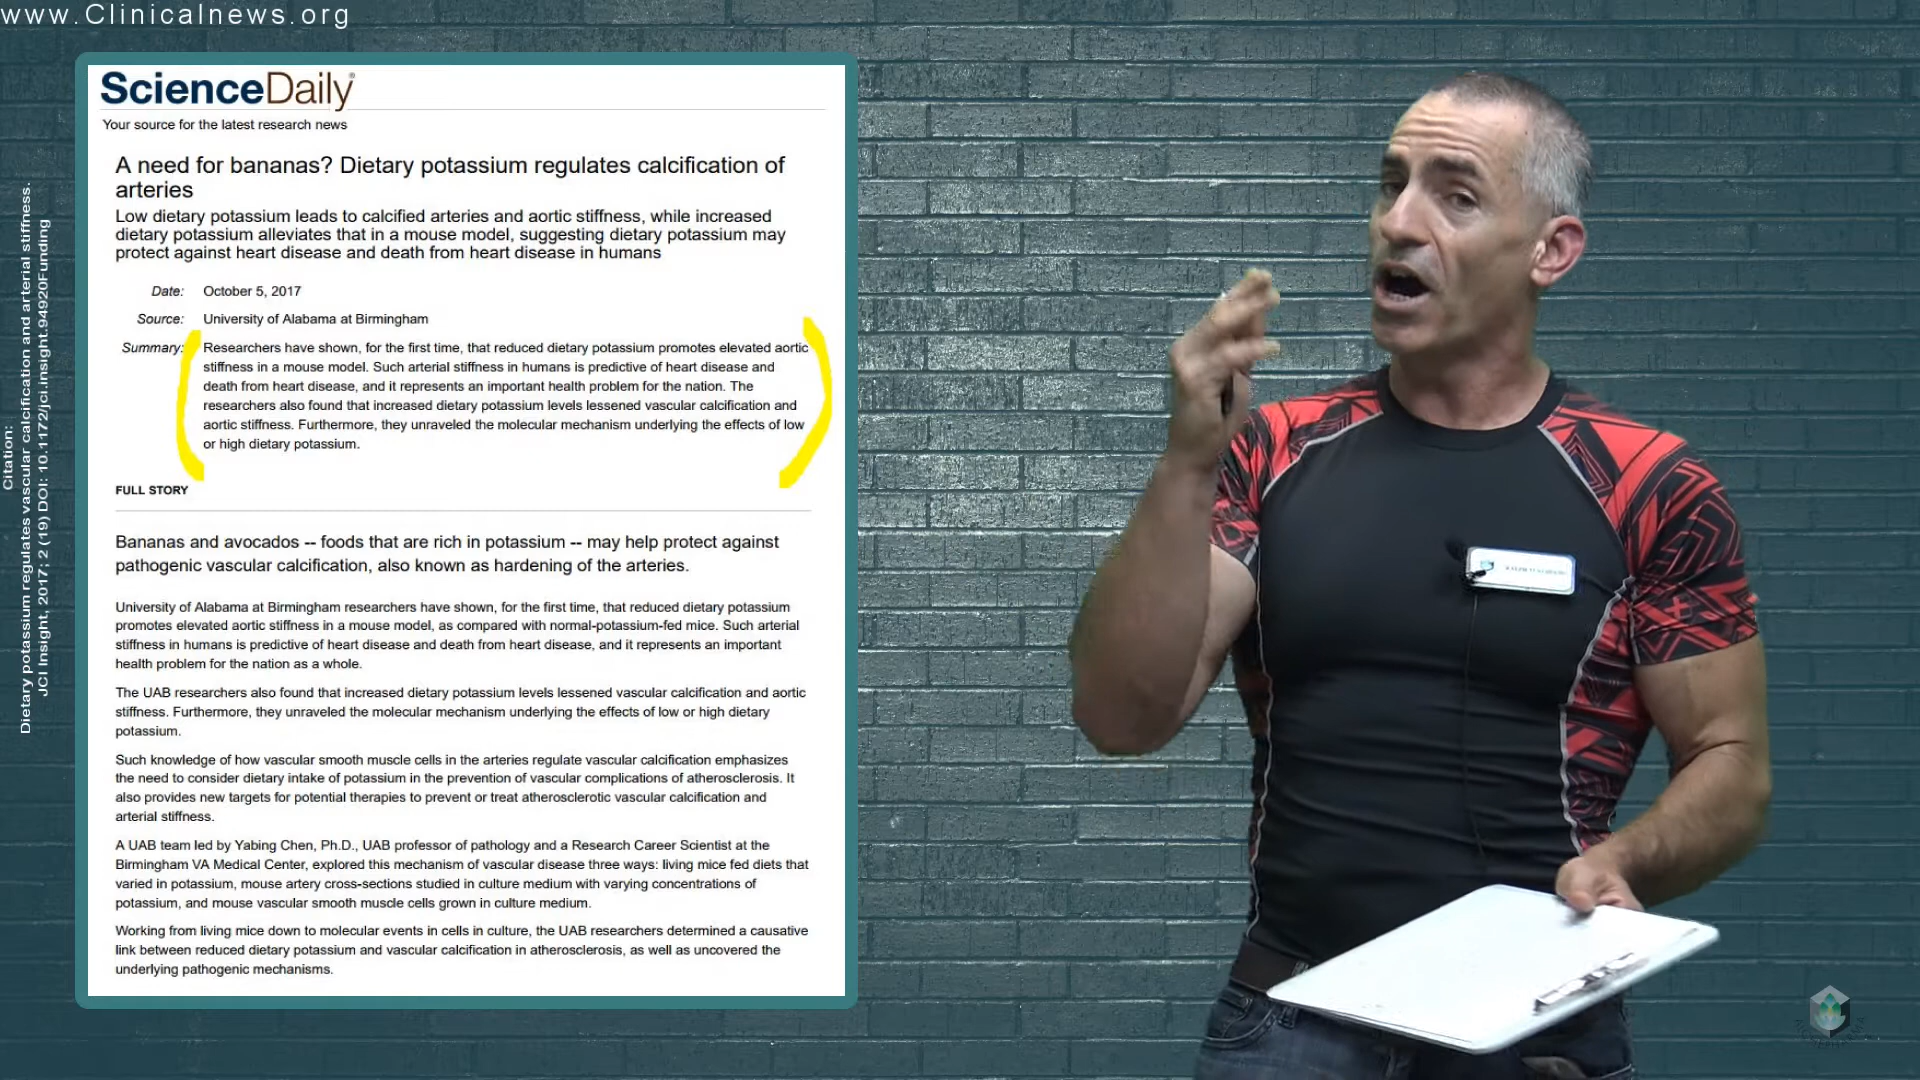 www.Clinicalnews.org
Citation:
Dietary potassium regulates vascular calcification and arterial stiffness.
JCI Insight, 2017; 2 (19) DOI: 10.1172/jci.insight.94920Funding
ScienceDaily®
Your source for the latest research news
A need for bananas? Dietary potassium regulates calcification of
arteries
Low dietary potassium leads to calcified arteries and aortic stiffness, while increased
dietary potassium alleviates that in a mouse model, suggesting dietary potassium may
protect against heart disease and death from heart disease in humans
Date: October 5, 2017
Source: University of Alabama at Birmingham
Summary: Researchers have shown, for the first time, that reduced dietary potassium promotes elevated aortic
stiffness in a mouse model. Such arterial stiffness in humans is predictive of heart disease and
death from heart disease, and it represents an important health problem for the nation. The
researchers also found that increased dietary potassium levels lessened vascular calcification and
aortic stiffness. Furthermore, they unraveled the molecular mechanism underlying the effects of low
or high dietary potassium.
FULL STORY
Bananas and avocados -- foods that are rich in potassium -- may help protect against
pathogenic vascular calcification, also known as hardening of the arteries.
University of Alabama at Birmingham researchers have shown, for the first time, that reduced dietary potassium
promotes elevated aortic stiffness in a mouse model, as compared with normal-potassium-fed mice. Such arterial
stiffness in humans is predictive of heart disease and death from heart disease, and it represents an important
health problem for the nation as a whole.
The UAB researchers also found that increased dietary potassium levels lessened vascular calcification and aortic
stiffness. Furthermore, they unraveled the molecular mechanism underlying the effects of low or high dietary
potassium.
Such knowledge of how vascular smooth muscle cells in the arteries regulate vascular calcification emphasizes
the need to consider dietary intake of potassium in the prevention of vascular complications of atherosclerosis. It
also provides new targets for potential therapies to prevent or treat atherosclerotic vascular calcification and
arterial stiffness.
A UAB team led by Yabing Chen, Ph.D., UAB professor of pathology and a Research Career Scientist at the
Birmingham VA Medical Center, explored this mechanism of vascular disease three ways: living mice fed diets that
varied in potassium, mouse artery cross-sections studied in culture medium with varying concentrations of
potassium, and mouse vascular smooth muscle cells grown in culture medium.
Working from living mice down to molecular events in cells in culture, the UAB researchers determined a causative
link between reduced dietary potassium and vascular calcification in atherosclerosis, as well as uncovered the
underlying pathogenic mechanisms.